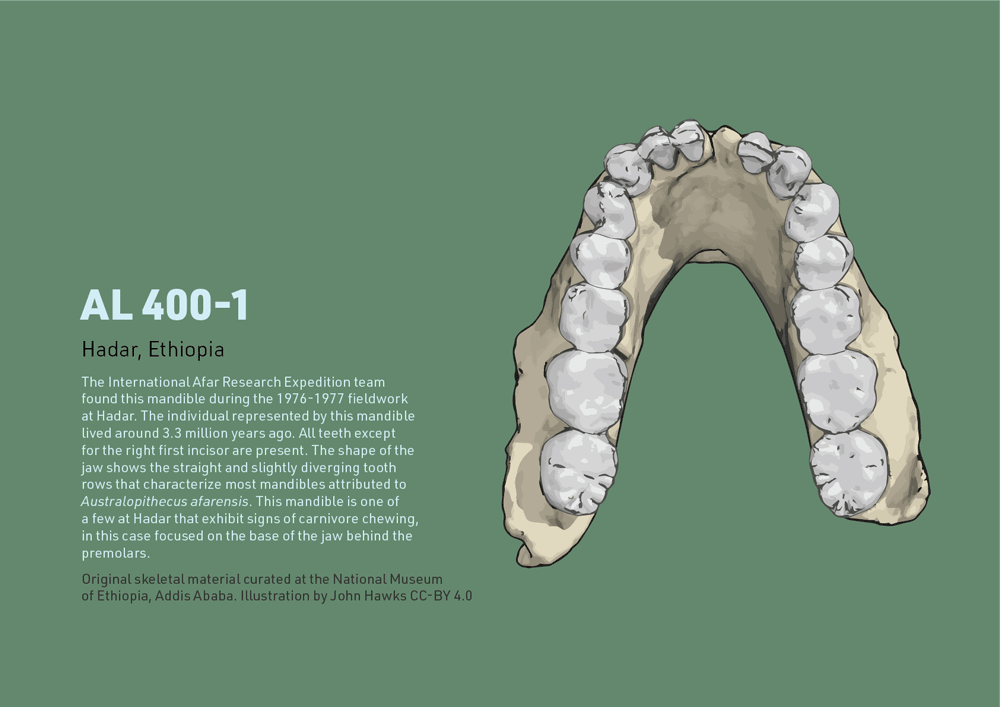 AL 400-1
Hadar, Ethiopia
The International Afar Research Expedition team
found this mandible during the 1976-1977 fieldwork
at Hadar. The individual represented by this mandible
lived around 3.3 million years ago. All teeth except
for the right first incisor are present. The shape of the
jaw shows the straight and slightly diverging tooth
rows that characterize most mandibles attributed to
Australopithecus afarensis. This mandible is one of
a few at Hadar that exhibit signs of carnivore chewing,
in this case focused on the base of the jaw behind the
premolars.
Original skeletal material curated at the National Museum
of Ethiopia, Addis Ababa. Illustration by John Hawks CC-BY 4.0